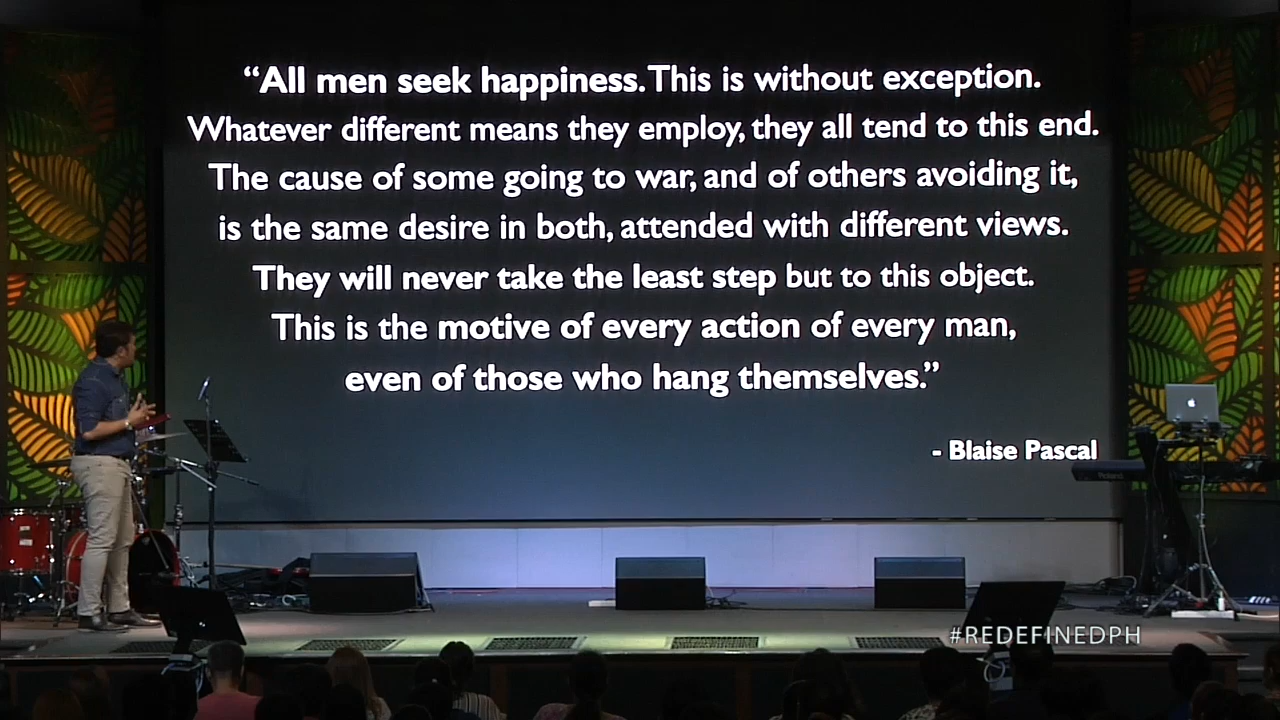 “All men seek happiness. This is without exception.
Whatever different means they employ, they all tend to this end.
The cause of some going to war, and of others avoiding it,
is the same desire in both, attended with different views.
They will never take the least step but to this object.
This is the motive of every action of every man,
even of those who hang themselves.”
- Blaise Pascal
Roland
#REDEFINEDPH